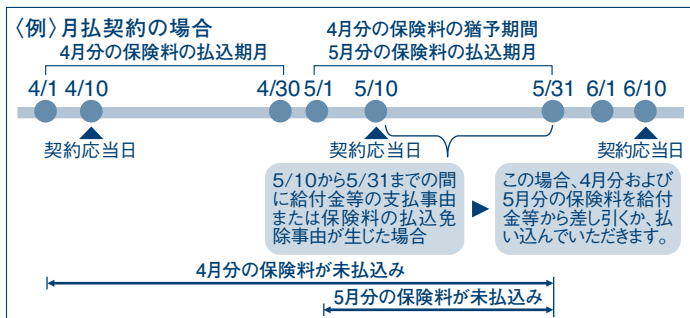 〈例〉月払契約の場合
4月分の保険料の払込期月
4月分の保険料の猶予期間
5月分の保険料の払込期月
4/1 4/10 4/30 5/1 5/10 5/31 6/1 6/10
契約応当日 契約応当日 契約応当日
5/10から5/31までの間
に給付金等の支払事由
または保険料の払込免
除事由が生じた場合
この場合、4月分および
5月分の保険料を給付
金等から差し引くか、払
い込んでいただきます。
4月分の保険料が未払込み
5月分の保険料が未払込み